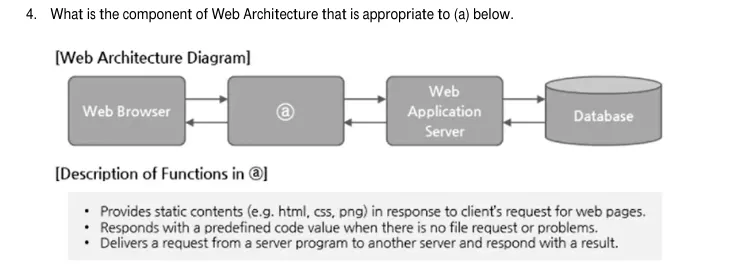 4. What is the component of Web Architecture that is appropriate to (a) below.
[Web Architecture Diagram]
Web Browser
ⓐ
Web
Application
Server
Database
[Description of Functions in ⓐ]
• Provides static contents (e.g. html, css, png) in response to client's request for web pages.
• Responds with a predefined code value when there is no file request or problems.
• Delivers a request from a server program to another server and respond with a result.